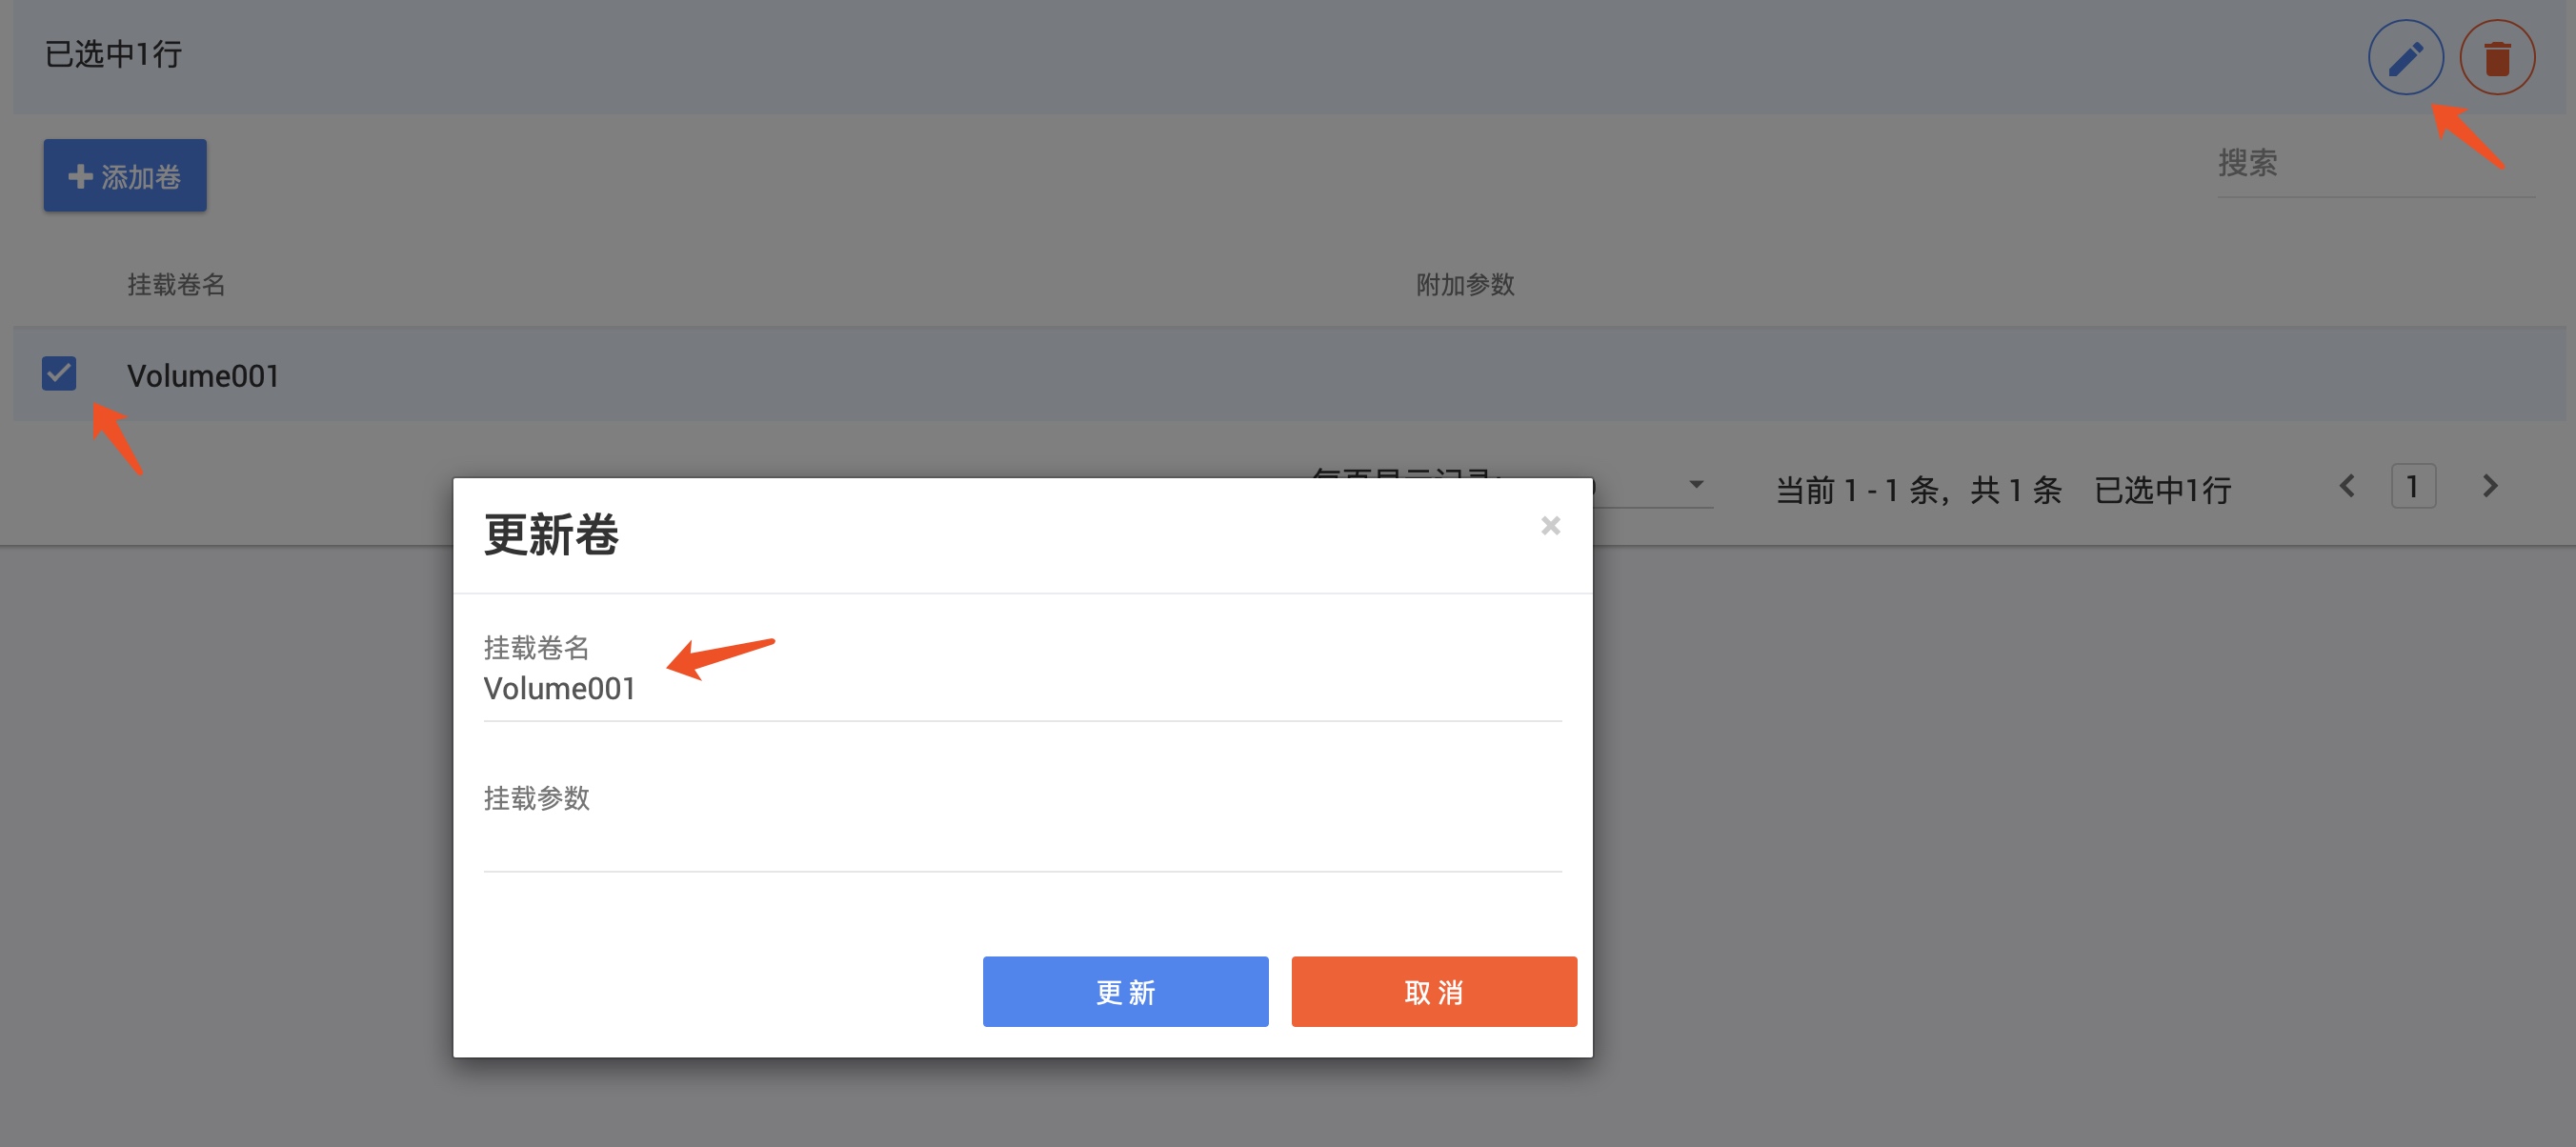 已选中1行
添加卷
搜索
挂载卷名 附加参数
Volume001
当前 1 - 1 条，共 1 条 已选中1行 1
更新卷
×
挂载卷名
Volume001
挂载参数
更 新 取 消